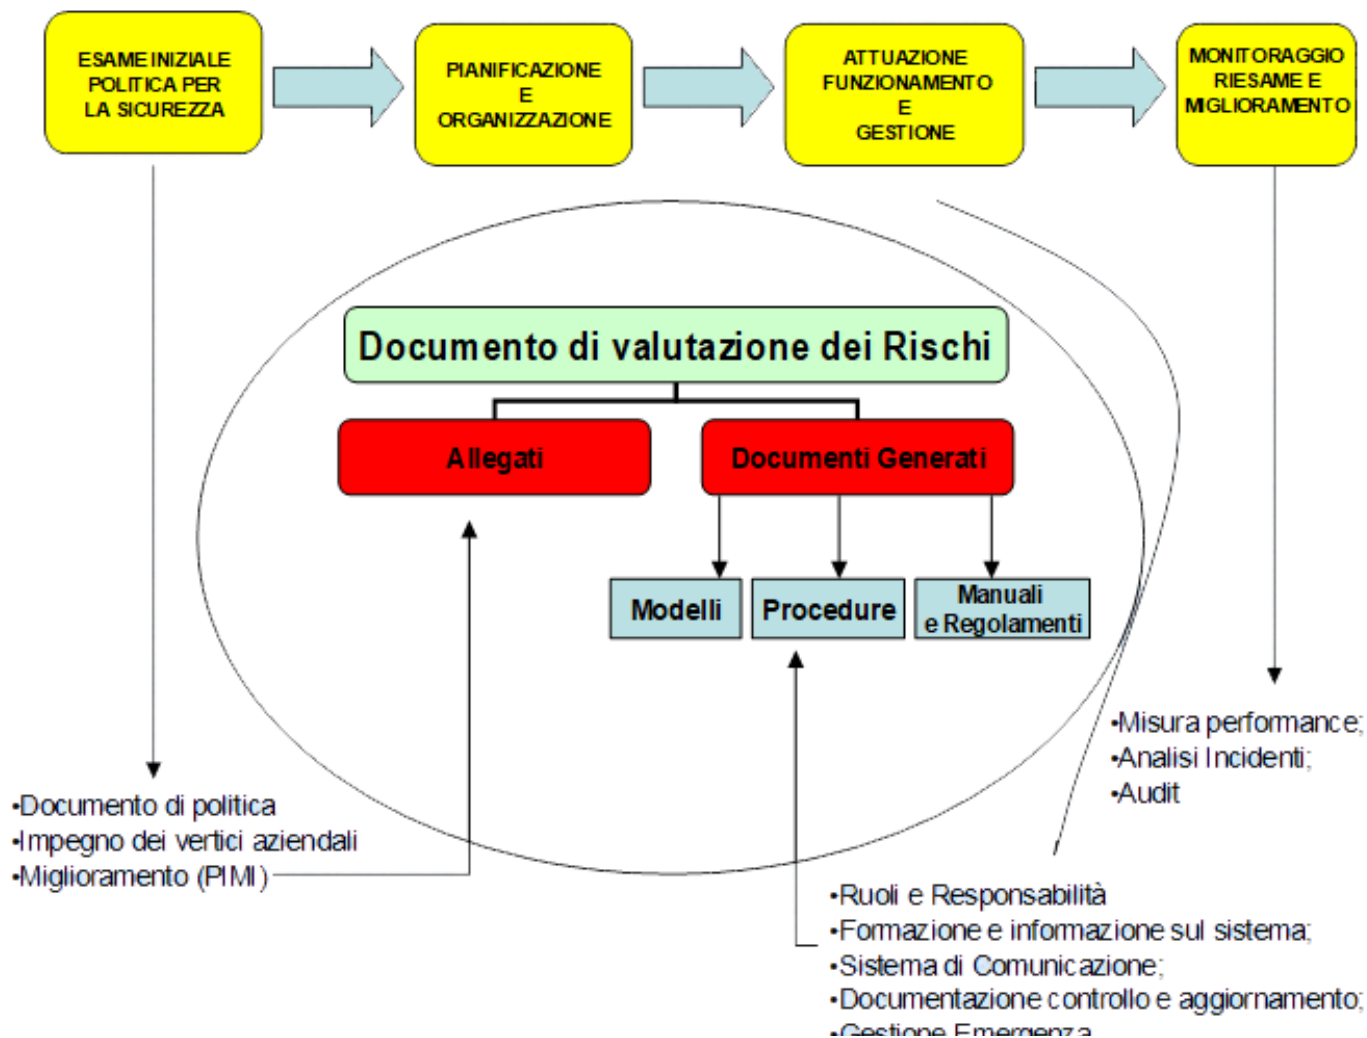 ESAME INIZIALE
POLITICA PER
LA SICUREZZA
PIANIFICAZIONE
E
ORGANIZZAZIONE
ATTUAZIONE
FUNZIONAMENTO
E
GESTIONE
MONITORAGGIO
RIESAME E
MIGLIORAMENTO
Documento di valutazione dei Rischi
Allegati
Documenti Generati
Modelli
Procedure
Manuali
e Regolamenti
•Misura performance;
•Analisi Incidenti;
•Audit
•Documento di politica
•Impegno dei vertici aziendali
•Miglioramento (PIMI)
•Ruoli e Responsabilità
•Formazione e informazione sul sistema;
•Sistema di Comunicazione;
•Documentazione controllo e aggiornamento;
•Gestione Emergenza